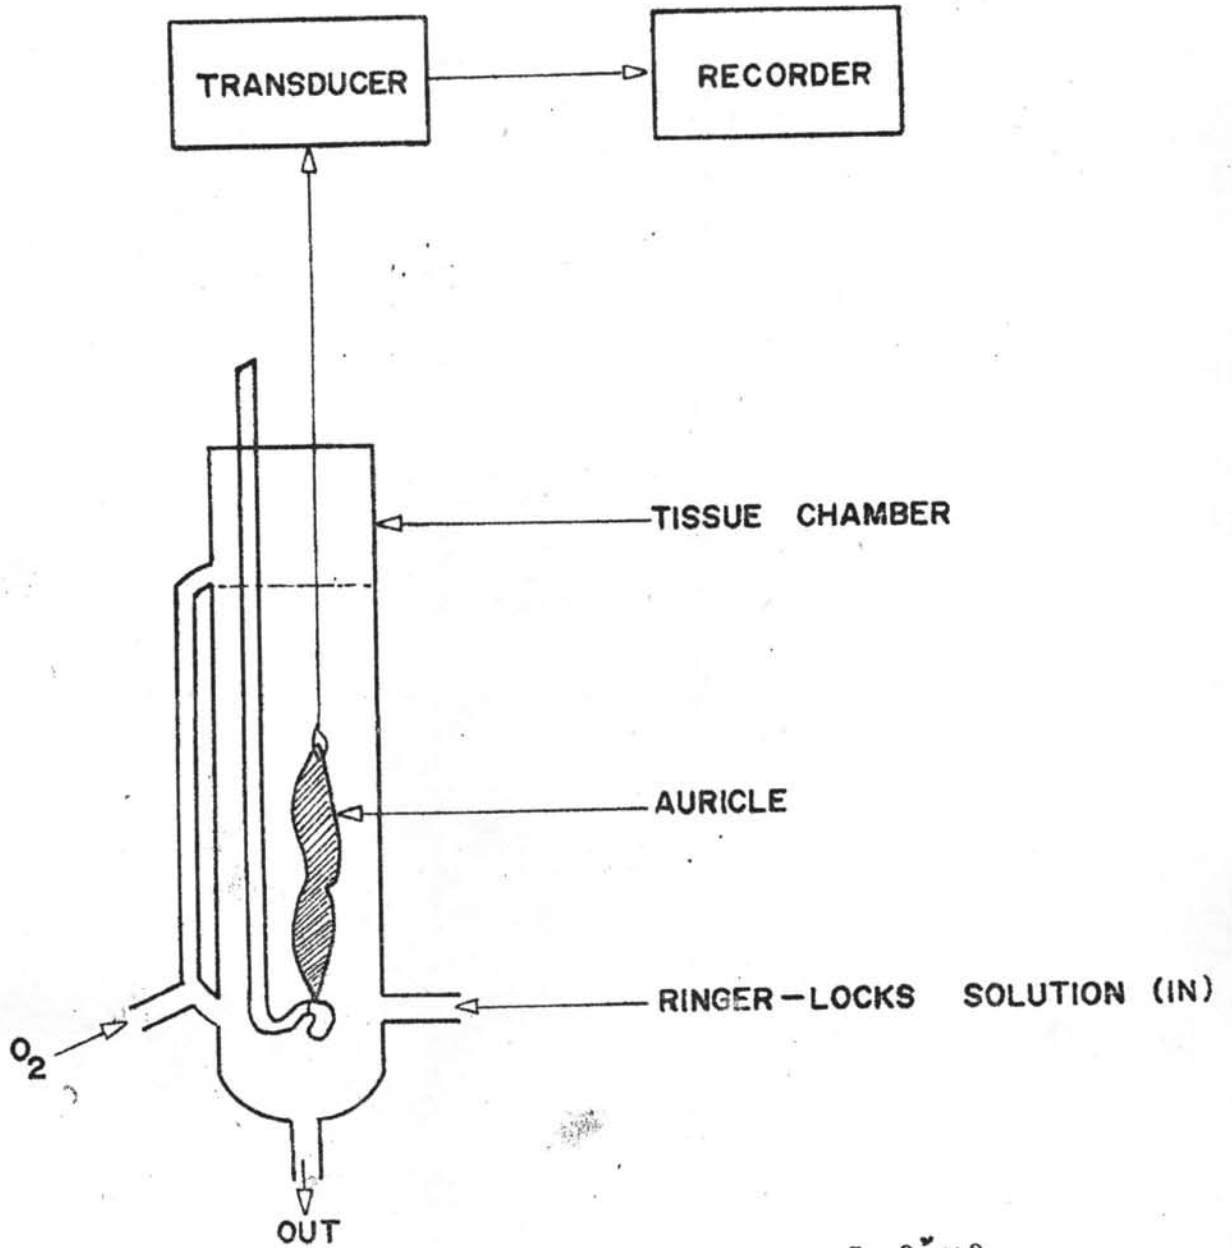 TRANSDUCER
RECORDER
TISSUE CHAMBER
AURICLE
RINGER-LOCKS SOLUTION (IN)
O2
OUT